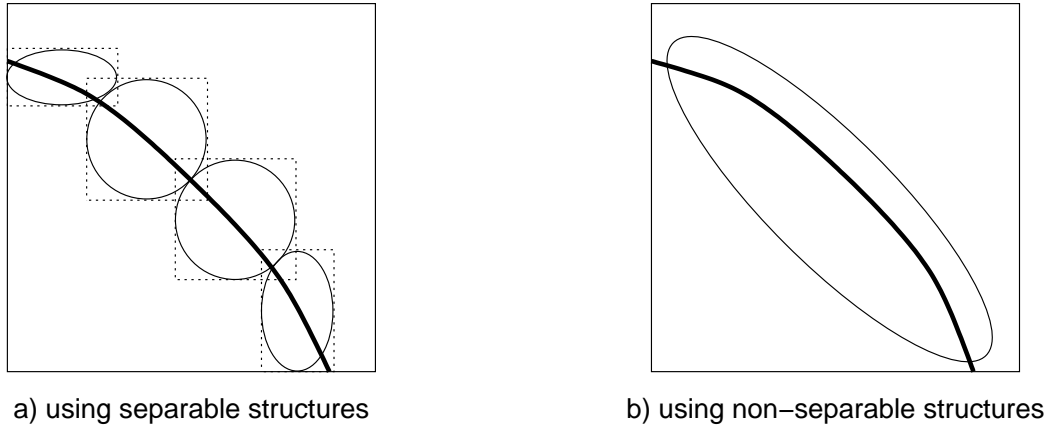 a) using separable structures
b) using non−separable structures